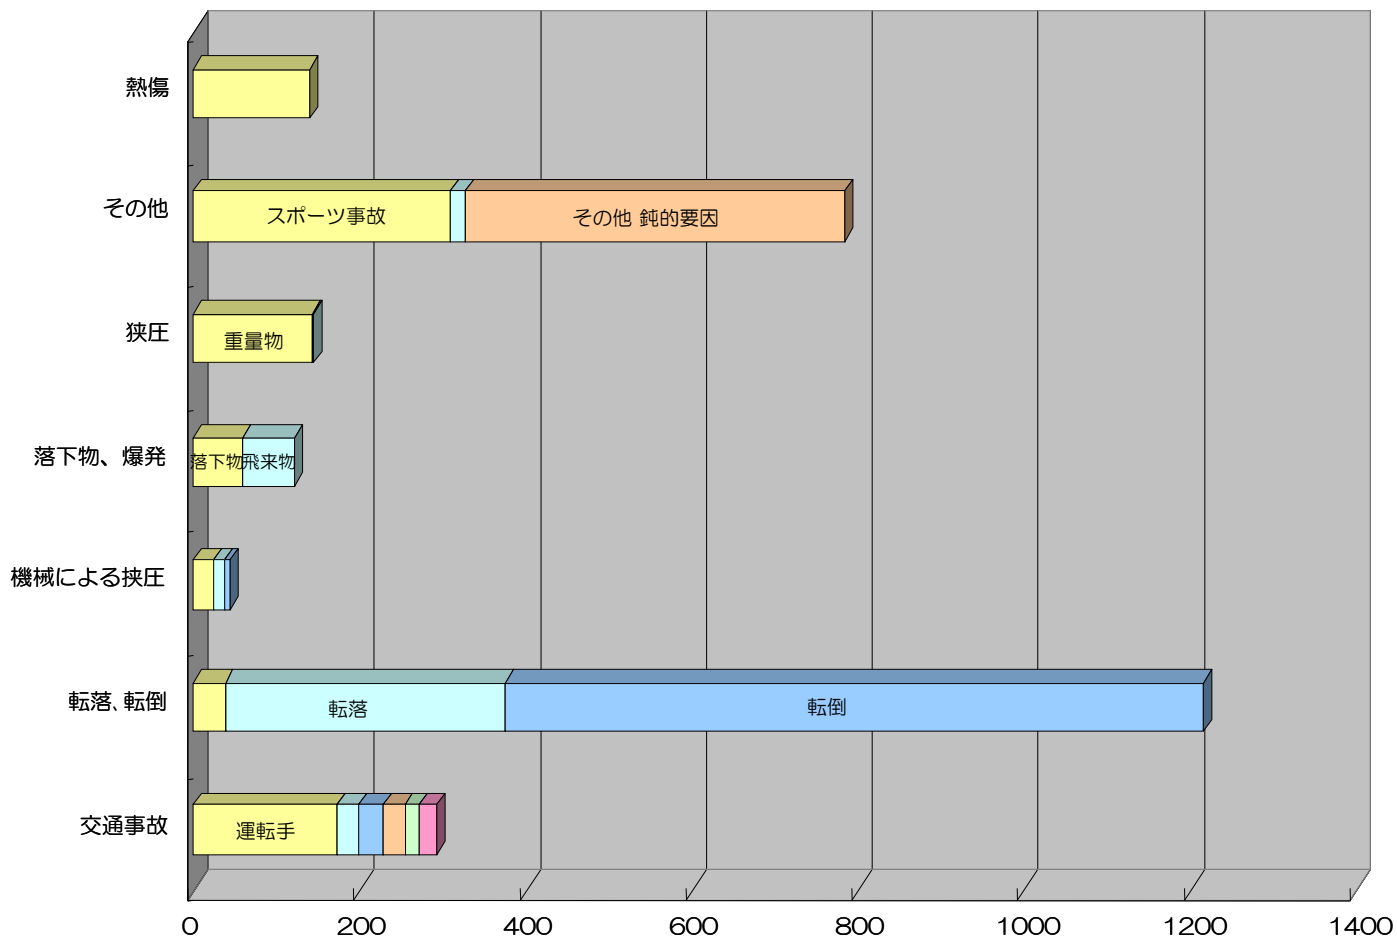 熱傷
その他
スポーツ事故
その他 鈍的要因
狭圧
重量物
落下物、爆発
落下物
飛来物
機械による挟圧
転落、転倒
転落
転倒
交通事故
運転手
0 200 400 600 800 1000 1200 1400